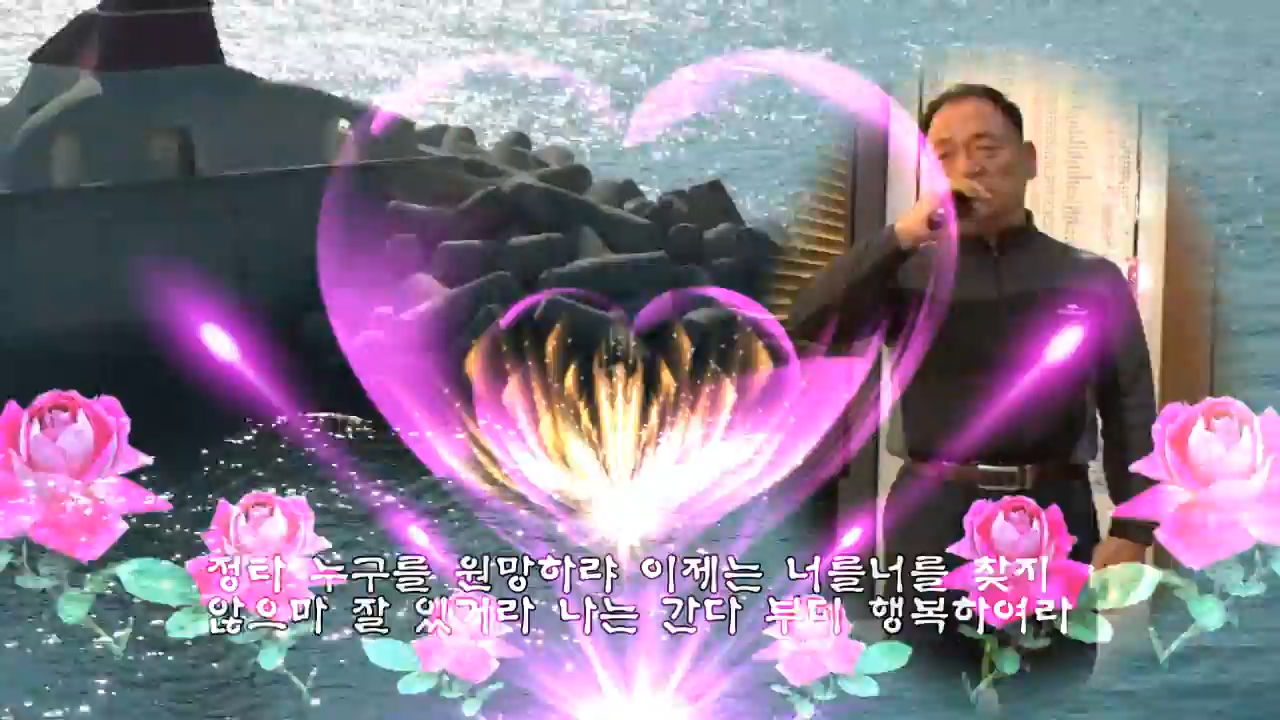 정타 누구를 원망하랴 이제는 너를너를 찾지
않으마 잘 있거라 나는 간다 부디 행복하여라